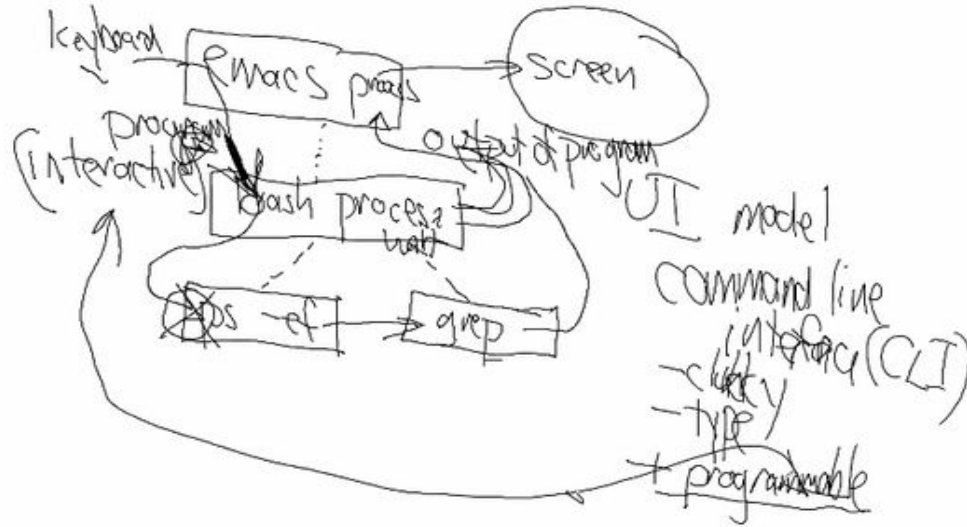 keyboard
emacs process
screen
program
(interactive)
output of program
bash process
wait
UI model
ps -ef
grep
command line
interface (CLI)
- clunky
- type
+ programmable